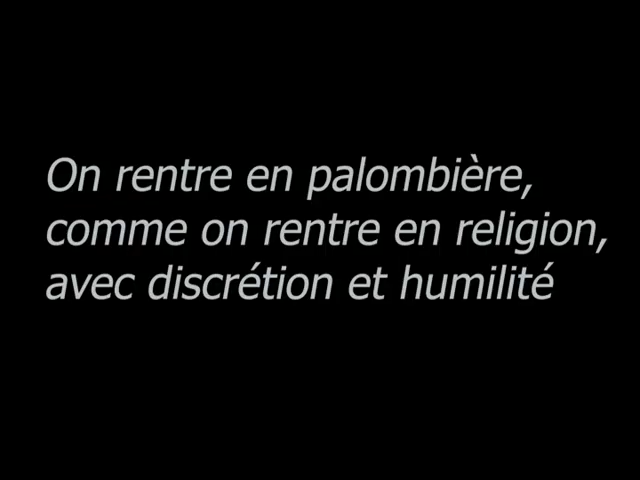 On rentre en palombière,
comme on rentre en religion,
avec discrétion et humilité